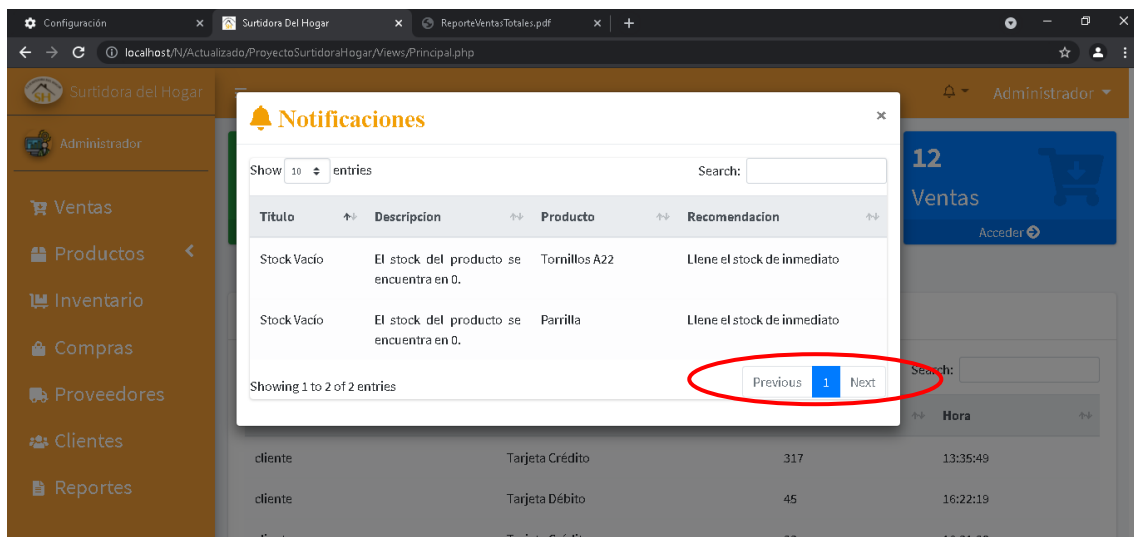 Configuración
Surtidora Del Hogar
ReporteVentasTotales.pdf
localhost/N/Actualizado/ProyectoSurtidoraHogar/Views/Principal.php
Surtidora del Hogar
Administrador
Administrador
Ventas
Productos
Inventario
Compras
Proveedores
Clientes
Reportes
Notificaciones
×
Show 10 entries
Search:
Titulo Descripcion Producto Recomendacion
Stock Vacío El stock del producto se Tornillos A22 Llene el stock de inmediato
encuentra en 0.
Stock Vacío El stock del producto se Parrilla Llene el stock de inmediato
encuentra en 0.
Showing 1 to 2 of 2 entries
Previous 1 Next
12
Ventas
Acceder
Search:
Hora
cliente Tarjeta Crédito 317 13:35:49
cliente Tarjeta Débito 45 16:22:19